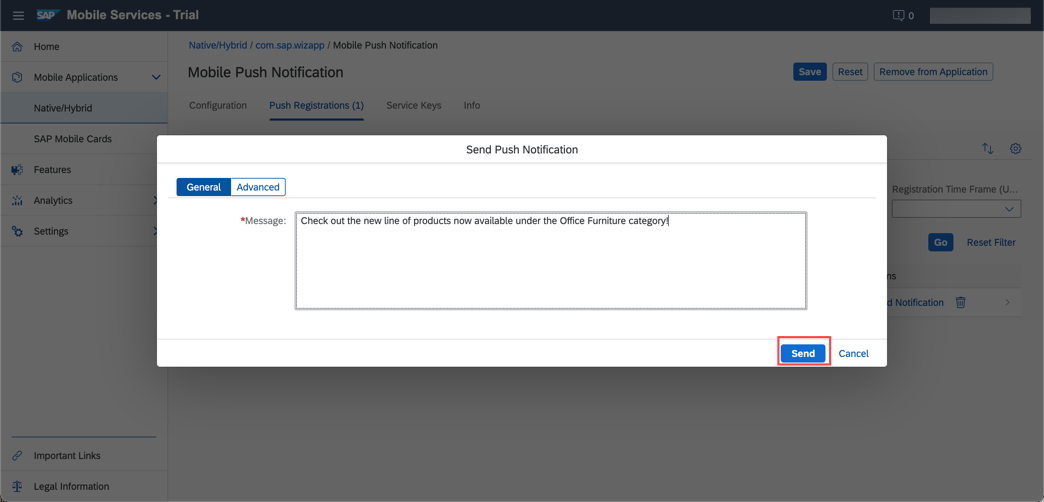 SAP Mobile Services - Trial
0
Home
Mobile Applications
Native/Hybrid
SAP Mobile Cards
Features
Analytics
Settings
Important Links
Legal Information
Native/Hybrid / com.sap.wizapp / Mobile Push Notification
Mobile Push Notification
Save Reset Remove from Application
Configuration Push Registrations (1) Service Keys Info
Registration Time Frame (U...
Go Reset Filter
ns
d Notification
Send Push Notification
General Advanced
*Message: Check out the new line of products now available under the Office Furniture category!
Send Cancel